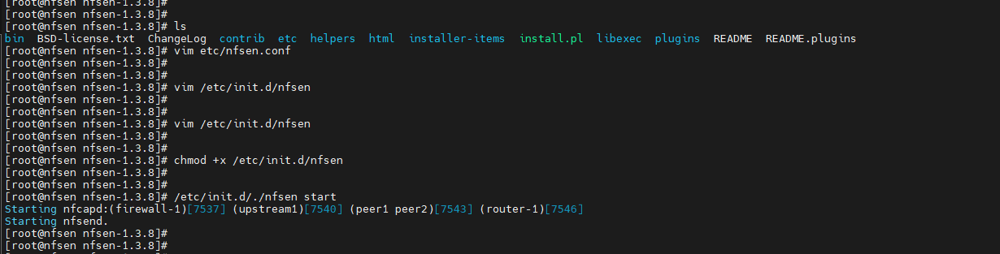 [root@nfsen nfsen-1.3.8]#
[root@nfsen nfsen-1.3.8]#
[root@nfsen nfsen-1.3.8]# ls
bin BSD-license.txt ChangeLog contrib etc helpers html installer-items install.pl libexec plugins README README.plugins
[root@nfsen nfsen-1.3.8]# vim etc/nfsen.conf
[root@nfsen nfsen-1.3.8]#
[root@nfsen nfsen-1.3.8]#
[root@nfsen nfsen-1.3.8]# vim /etc/init.d/nfsen
[root@nfsen nfsen-1.3.8]#
[root@nfsen nfsen-1.3.8]#
[root@nfsen nfsen-1.3.8]# vim /etc/init.d/nfsen
[root@nfsen nfsen-1.3.8]#
[root@nfsen nfsen-1.3.8]#
[root@nfsen nfsen-1.3.8]# chmod +x /etc/init.d/nfsen
[root@nfsen nfsen-1.3.8]#
[root@nfsen nfsen-1.3.8]#
[root@nfsen nfsen-1.3.8]# /etc/init.d/./nfsen start
Starting nfcapd:(firewall-1)[7537] (upstream1)[7540] (peer1 peer2)[7543] (router-1)[7546]
Starting nfsend.
[root@nfsen nfsen-1.3.8]#
[root@nfsen nfsen-1.3.8]#